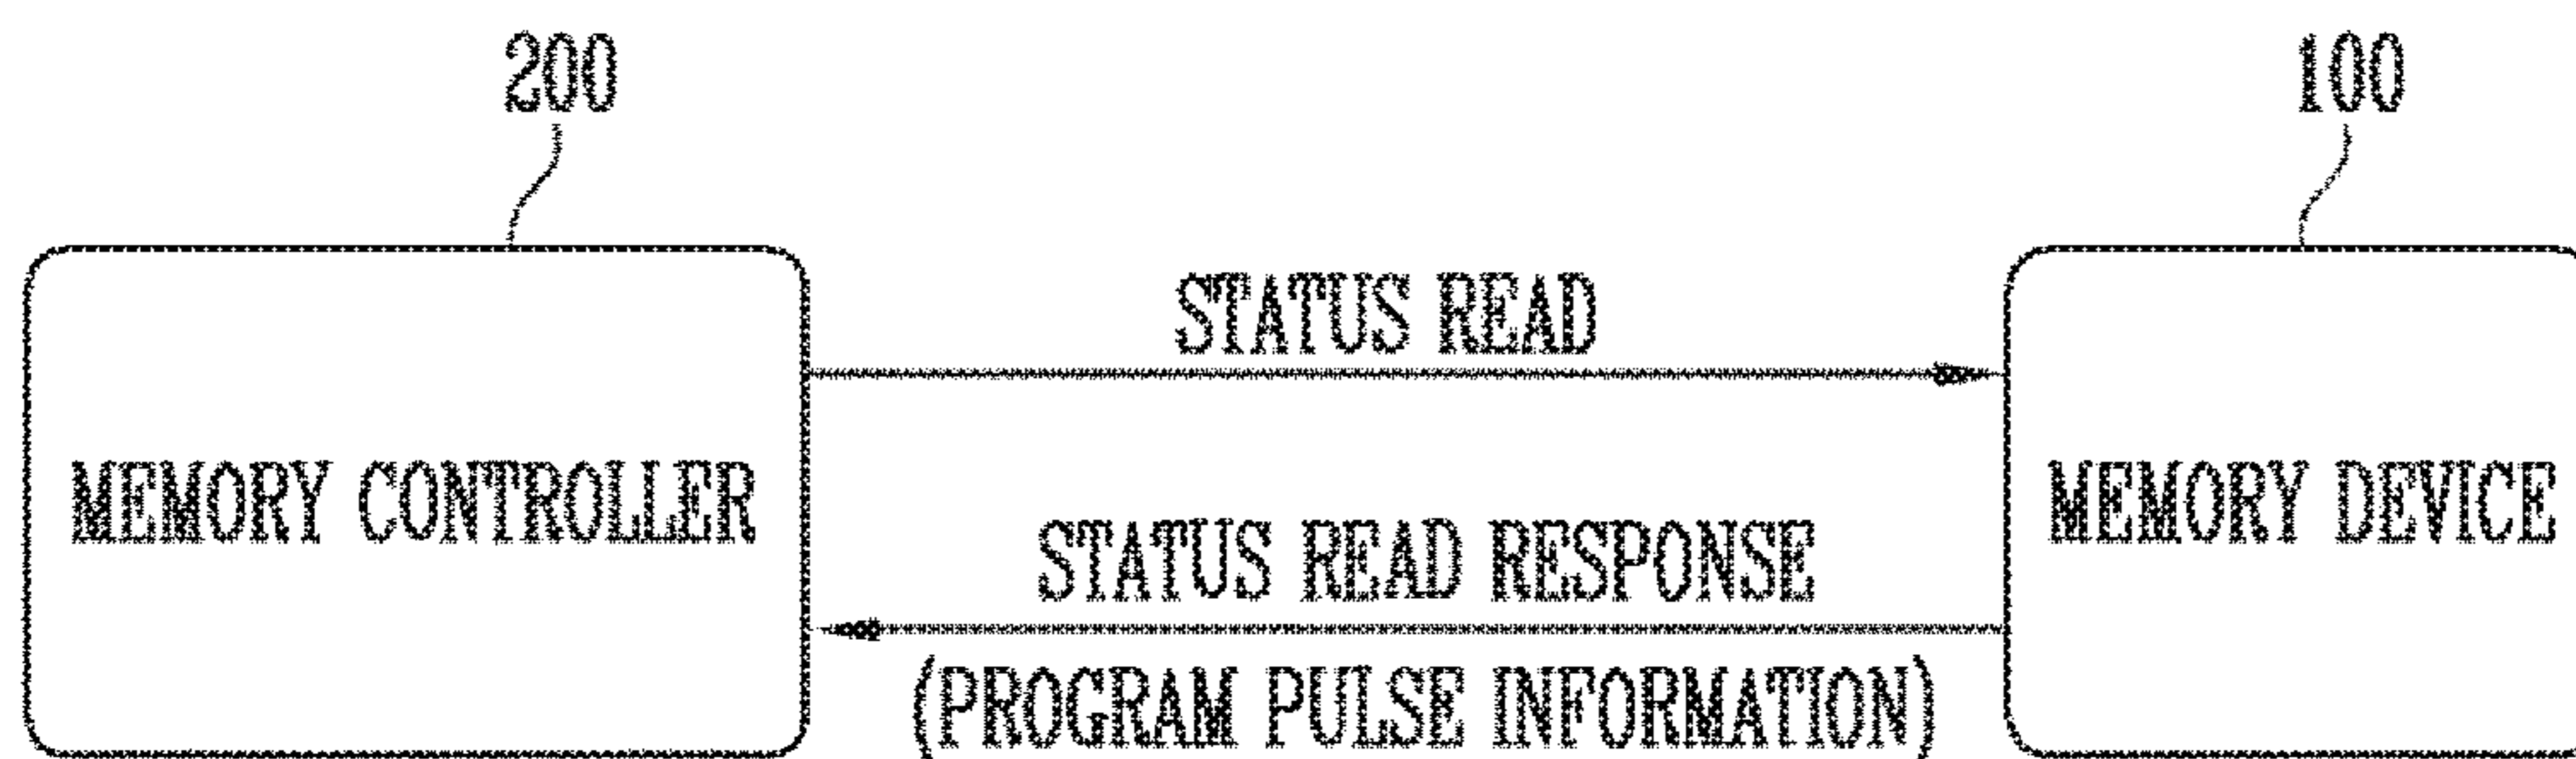 200
100
STATUS READ
MEMORY CONTROLLER
MEMORY DEVICE
STATUS READ RESPONSE
(PROGRAM PULSE INFORMATION)